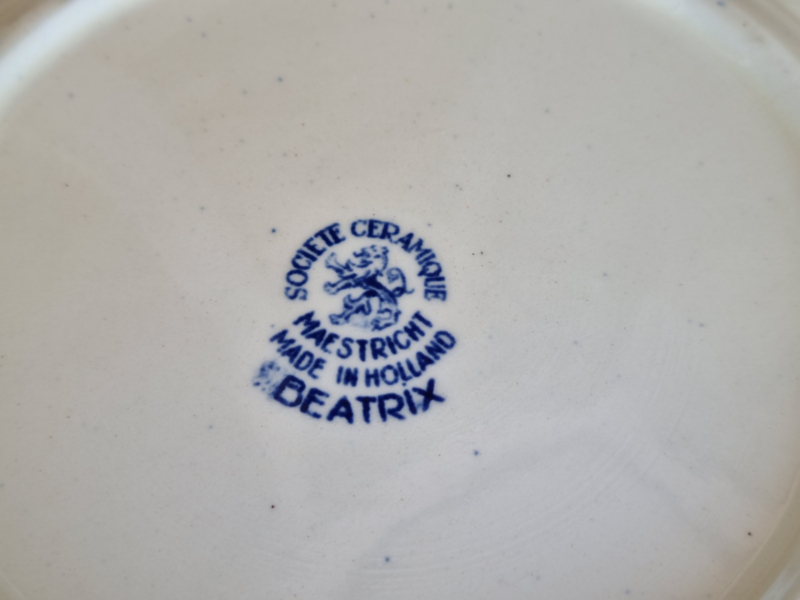 SOCIETE CERAMIQUE
MAESTRICHT
MADE IN HOLLAND
BEATRIX